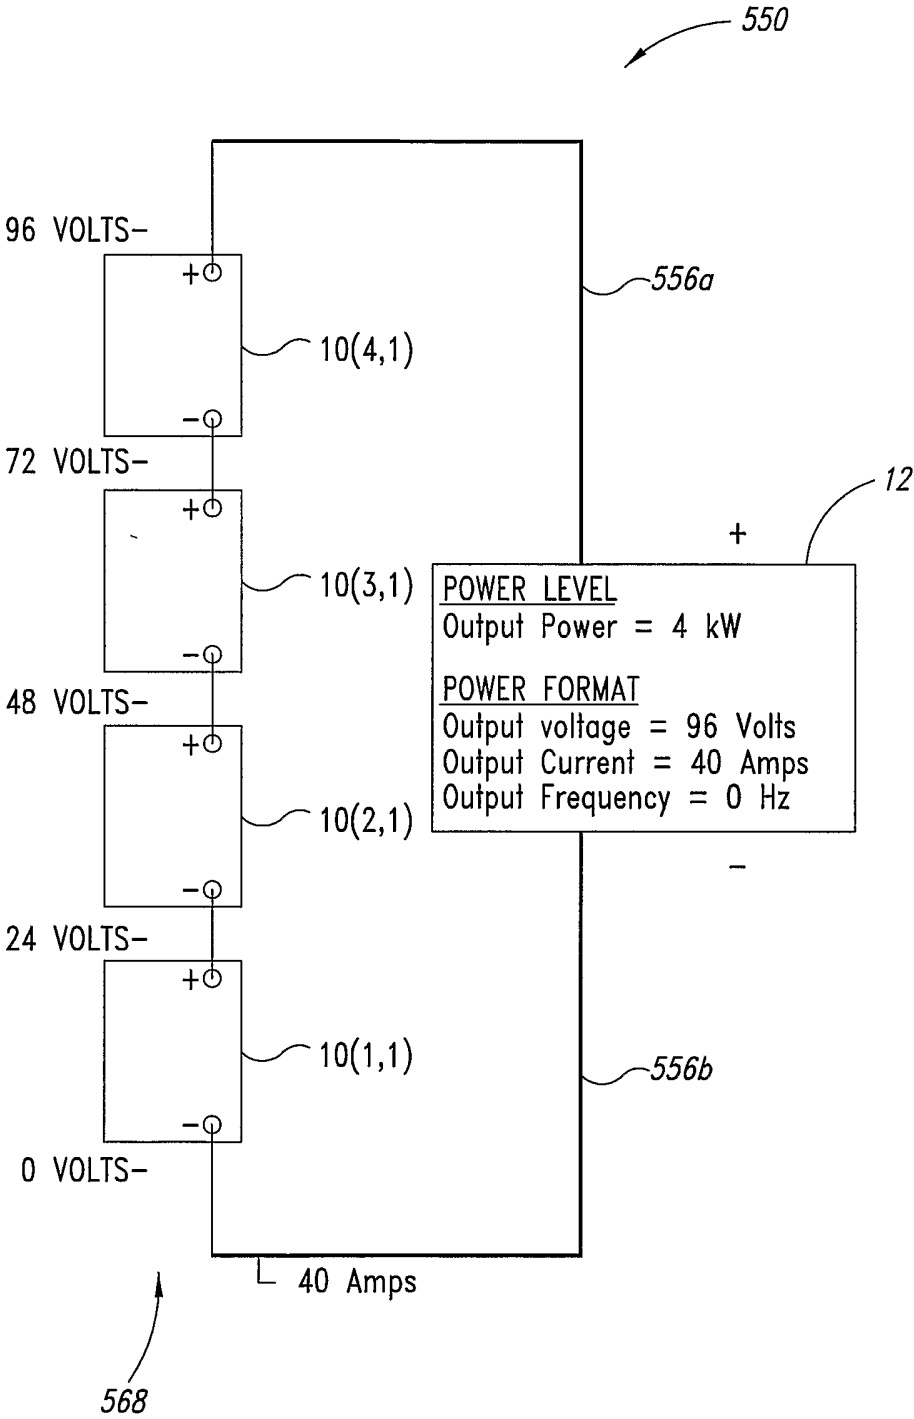 550
96 VOLTS-
+
556a
10(4,1)
-
72 VOLTS-
12
+
+
10(3,1)
POWER LEVEL
Output Power = 4 kW
-
POWER FORMAT
48 VOLTS-
Output voltage = 96 Volts
+
Output Current = 40 Amps
Output Frequency = 0 Hz
10(2,1)
-
-
24 VOLTS-
+
10(1,1)
556b
-
0 VOLTS-
40 Amps
568